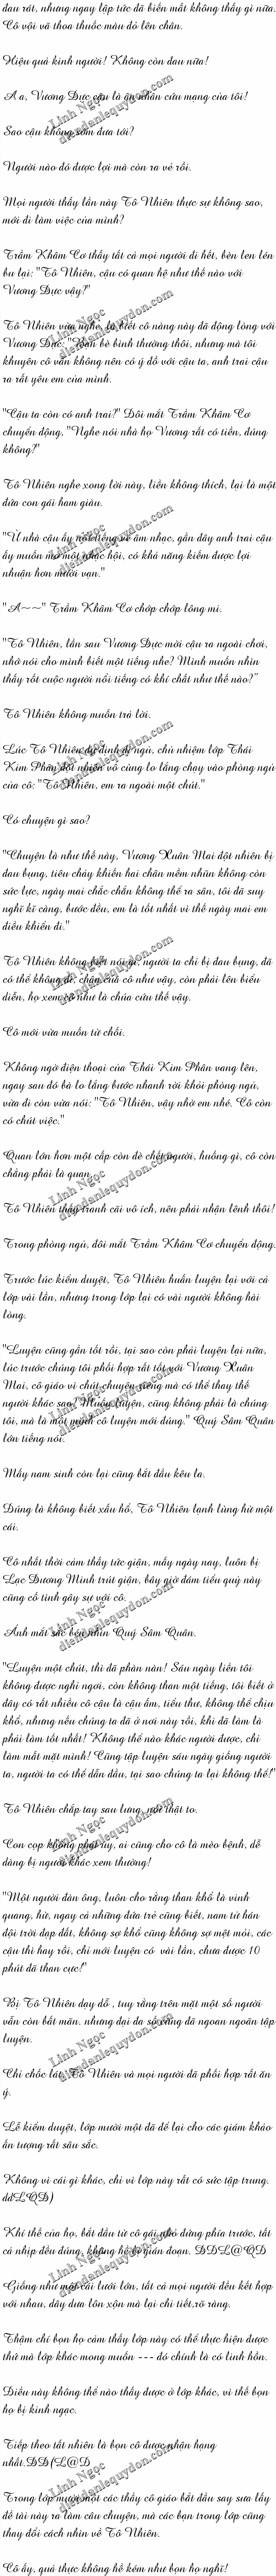 đau rát, nhưng ngay lập tức đã biến mất không thấy gì nữa.
Cô vội vã thoa thuốc màu đỏ lên chân.
Hiệu quả kinh người! Không còn đau nữa!
A a, Vương Dực cậu là ân nhân cứu mạng của tôi!
Sao cậu không sớm đưa tới?
Người nào đó được lợi mà còn ra vẻ rồi.
Mọi người thấy lần này Tô Nhiên thực sự không sao,
mới đi làm việc của mình?
Trầm Khâm Cơ thấy tất cả mọi người đi hết, bèn len lén
bu lại: "Tô Nhiên, cậu có quan hệ như thế nào với
Vương Dực vậy?"
Tô Nhiên vừa nghe, là biết cô nàng này đã động lòng với
Vương Dực: "Bạn bè bình thường thôi, nhưng mà tôi
khuyên cô vẫn không nên có ý đồ với cậu ta, anh trai cậu
ta rất yêu em của mình.
"Cậu ta còn có anh trai?" Đôi mắt Trầm Khâm Cơ
chuyển động, "Nghe nói nhà họ Vương rất có tiền, đúng
không?"
Tô Nhiên nghe xong lời này, liền không thích, lại là một
đứa con gái ham giàu.
"Ừ nhà cậu ấy nổi tiếng về âm nhạc, gần đây anh trai cậu
ấy muốn mở một nhạc hội, có khả năng kiếm được lợi
nhuận hơn mười vạn."
"A~~" Trầm Khâm Cơ chớp chớp lông mi.
"Tô Nhiên, lần sau Vương Dực mời cậu ra ngoài chơi,
nhớ nói cho mình biết một tiếng nhe? Mình muốn nhìn
thấy rốt cuộc người nổi tiếng có khí chất như thế nào?"
Tô Nhiên không muốn trả lời.
Lúc Tô Nhiên dự định đi ngủ, chủ nhiệm lớp Thái
Kim Phân đột nhiên vô cùng lo lắng chạy vào phòng ngủ
của cô: "Tô Nhiên, em ra ngoài một chút."
Có chuyện gì sao?
"Chuyện là như thế này, Vương Xuân Mai đột nhiên bị
đau bụng, tiêu chảy khiến hai chân mềm nhũn không còn
sức lực, ngày mai chắc chắn không thể ra sân, tôi đã suy
nghĩ kĩ càng, bước đều, em là tốt nhất vì thế ngày mai em
điều khiển đi."
Tô Nhiên không biết nói gì, người ta chỉ bị đau bụng, đã
có thể không đi, chân của cô như vậy, còn phải lên biểu
diễn, họ xem cô như là chúa cứu thế vậy.
Cô mới vừa muốn từ chối.
Không ngờ điện thoại của Thái Kim Phân vang lên,
ngay sau đó bà lo lắng bước nhanh rời khỏi phòng ngủ,
vừa đi còn vừa nói: "Tô Nhiên, vậy nhờ em nhé. Cô còn
có chút việc."
Quan lớn hơn một cấp còn đè chết người, huống gì, cô còn
chẳng phải là quan.
Tô Nhiên thấy tranh cãi vô ích, nên phải nhận lệnh thôi!
Trong phòng ngủ, đôi mắt Trầm Khâm Cơ chuyển động.
Trước lúc kiểm duyệt, Tô Nhiên huấn luyện lại với cả
lớp vài lần, nhưng trong lớp lại có vài người không hài
lòng.
"Luyện cũng gần tốt rồi, tại sao còn phải luyện lại nữa,
lúc trước chúng tôi phối hợp rất tốt với Vương Xuân
Mai, cô giáo vì chút chuyện riêng mà có thể thay thế
người khác sao, Muốn luyện, cũng không phải là chúng
tôi, mà là một mình cô luyện mới đúng." Quý Sâm Quân
lớn tiếng nói.
Mấy nam sinh còn lại cũng bắt đầu kêu la.
Đúng là không biết xấu hổ, Tô Nhiên lạnh lùng hừ một
cái.
Cô nhất thời cảm thấy tức giận, mấy ngày nay, luôn bị
Lạc Dương Minh trút giận, bây giờ đám tiểu quỷ này
cũng cố tình gây sự với cô.
Ánh mắt sắc bén nhìn Quý Sâm Quân.
"Luyện một chút, thì đã phàn nàn! Sáu ngày liền tôi
không được nghỉ ngơi, còn không than một tiếng, tôi biết ở
đây có rất nhiều cô cậu là cậu ấm, tiểu thư, không thể chịu
khổ, nhưng nếu chúng ta đã ở nơi này rồi, khi đã làm là
phải làm tốt nhất! Không thể nào khóc người được, chỉ
làm mất mặt mình! Cùng tập luyện sáu ngày giống người
ta, người ta có thể dẫn đầu, tại sao chúng ta lại không thể!"
Tô Nhiên chắp tay sau lưng, nói thật to.
Con cọp không phát uy, ai cũng cho cô là mèo bệnh, dễ
dàng bị người khác xem thường!
"Một người đàn ông, luôn cho rằng than khổ là vinh
quang, hừ, ngay cả những đứa trẻ cũng biết, nam tử hán
đội trời đạp đất, không sợ khổ cũng không sợ mệt mỏi, các
cậu thì hay rồi, chỉ mới luyện có vài lần, chưa được 10
phút đã than cực!"
Bị Tô Nhiên dạy dỗ , tuy rằng trên mặt một số người
vẫn còn bất mãn, nhưng đại đa số cũng đã ngoan ngoãn tập
luyện.
Chỉ chốc lát, Tô Nhiên và mọi người đã phối hợp rất ăn
ý.
Lễ kiểm duyệt, lớp mười một đã để lại cho các giám khảo
ấn tượng rất sâu sắc.
Không vì cái gì khác, chỉ vì lớp này rất có sức tập trung.
ddLQD)
Khí thế của họ, bắt đầu từ cô gái nhỏ đứng phía trước, tất
cả nhịp đều đúng, không hề bị gián đoạn. DDL@QD
Giống như một cái lưới lớn, tất cả mọi người đều kết hợp
với nhau, dây dưa lộn xộn mà lại chi tiết,rõ ràng.
Thậm chí bọn họ cảm thấy lớp này có thể thực hiện được
thứ mà lớp khác mong muốn --- đó chính là có linh hồn.
Điều này không thể nào thấy được ở lớp khác, vì thế bọn
họ bị kinh ngạc.
Tiếp theo tất nhiên là bọn cô được nhận hạng
nhất.DD(L@D
Trong lớp mười một các thầy cô giáo bắt đầu say sưa lấy
đề tài này ra làm câu chuyện, mà các bạn trong lớp cũng
thay đổi cách nhìn về Tô Nhiên.
Cô ấy, quả thực không hề kém như bọn họ nghĩ!